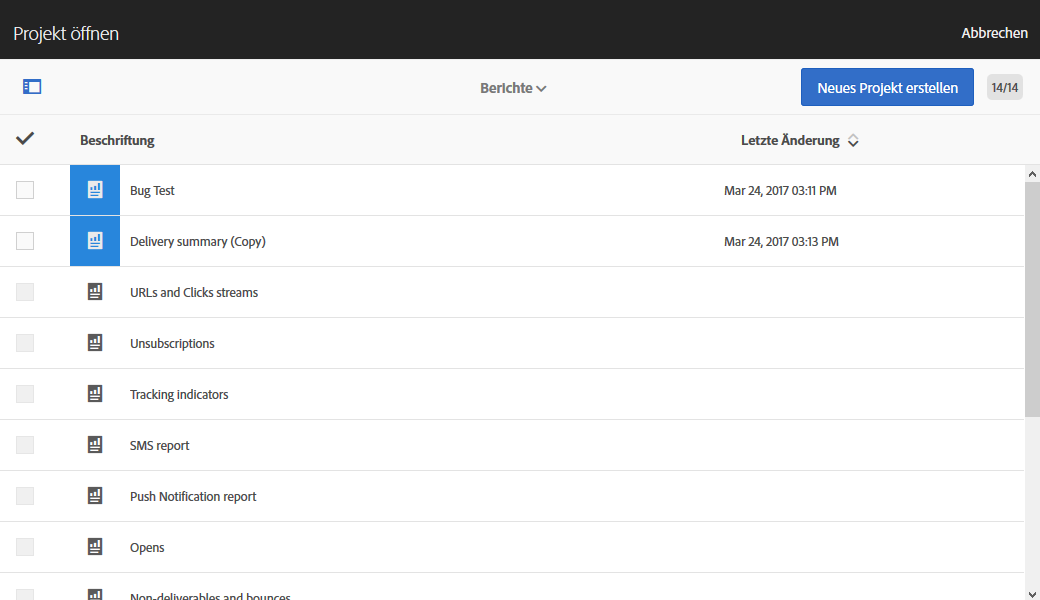 Projekt öffnen
Abbrechen
Berichte
Neues Projekt erstellen
14/14
Beschriftung
Letzte Änderung
Bug Test
Mar 24, 2017 03:11 PM
Delivery summary (Copy)
Mar 24, 2017 03:13 PM
URLs and Clicks streams
Unsubscriptions
Tracking indicators
SMS report
Push Notification report
Opens
Non-deliverables and bounces